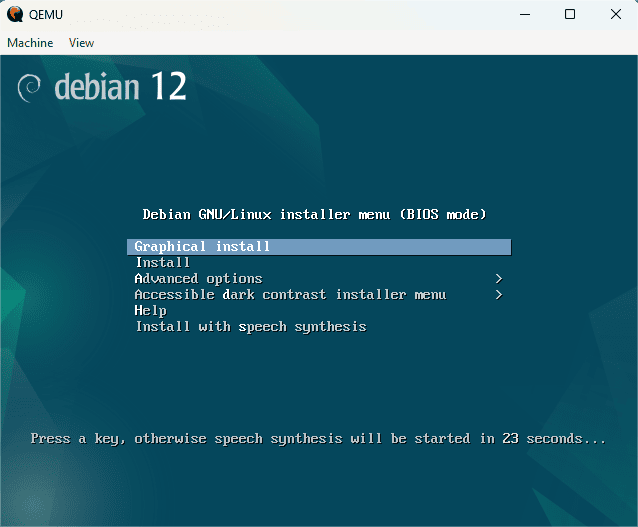 QEMU
Machine View
debian 12
Debian GNU/Linux installer menu (BIOS mode)
Graphical install
Install
Advanced options >
Accessible dark contrast installer menu >
Help
Install with speech synthesis
Press a key, otherwise speech synthesis will be started in 23 seconds...